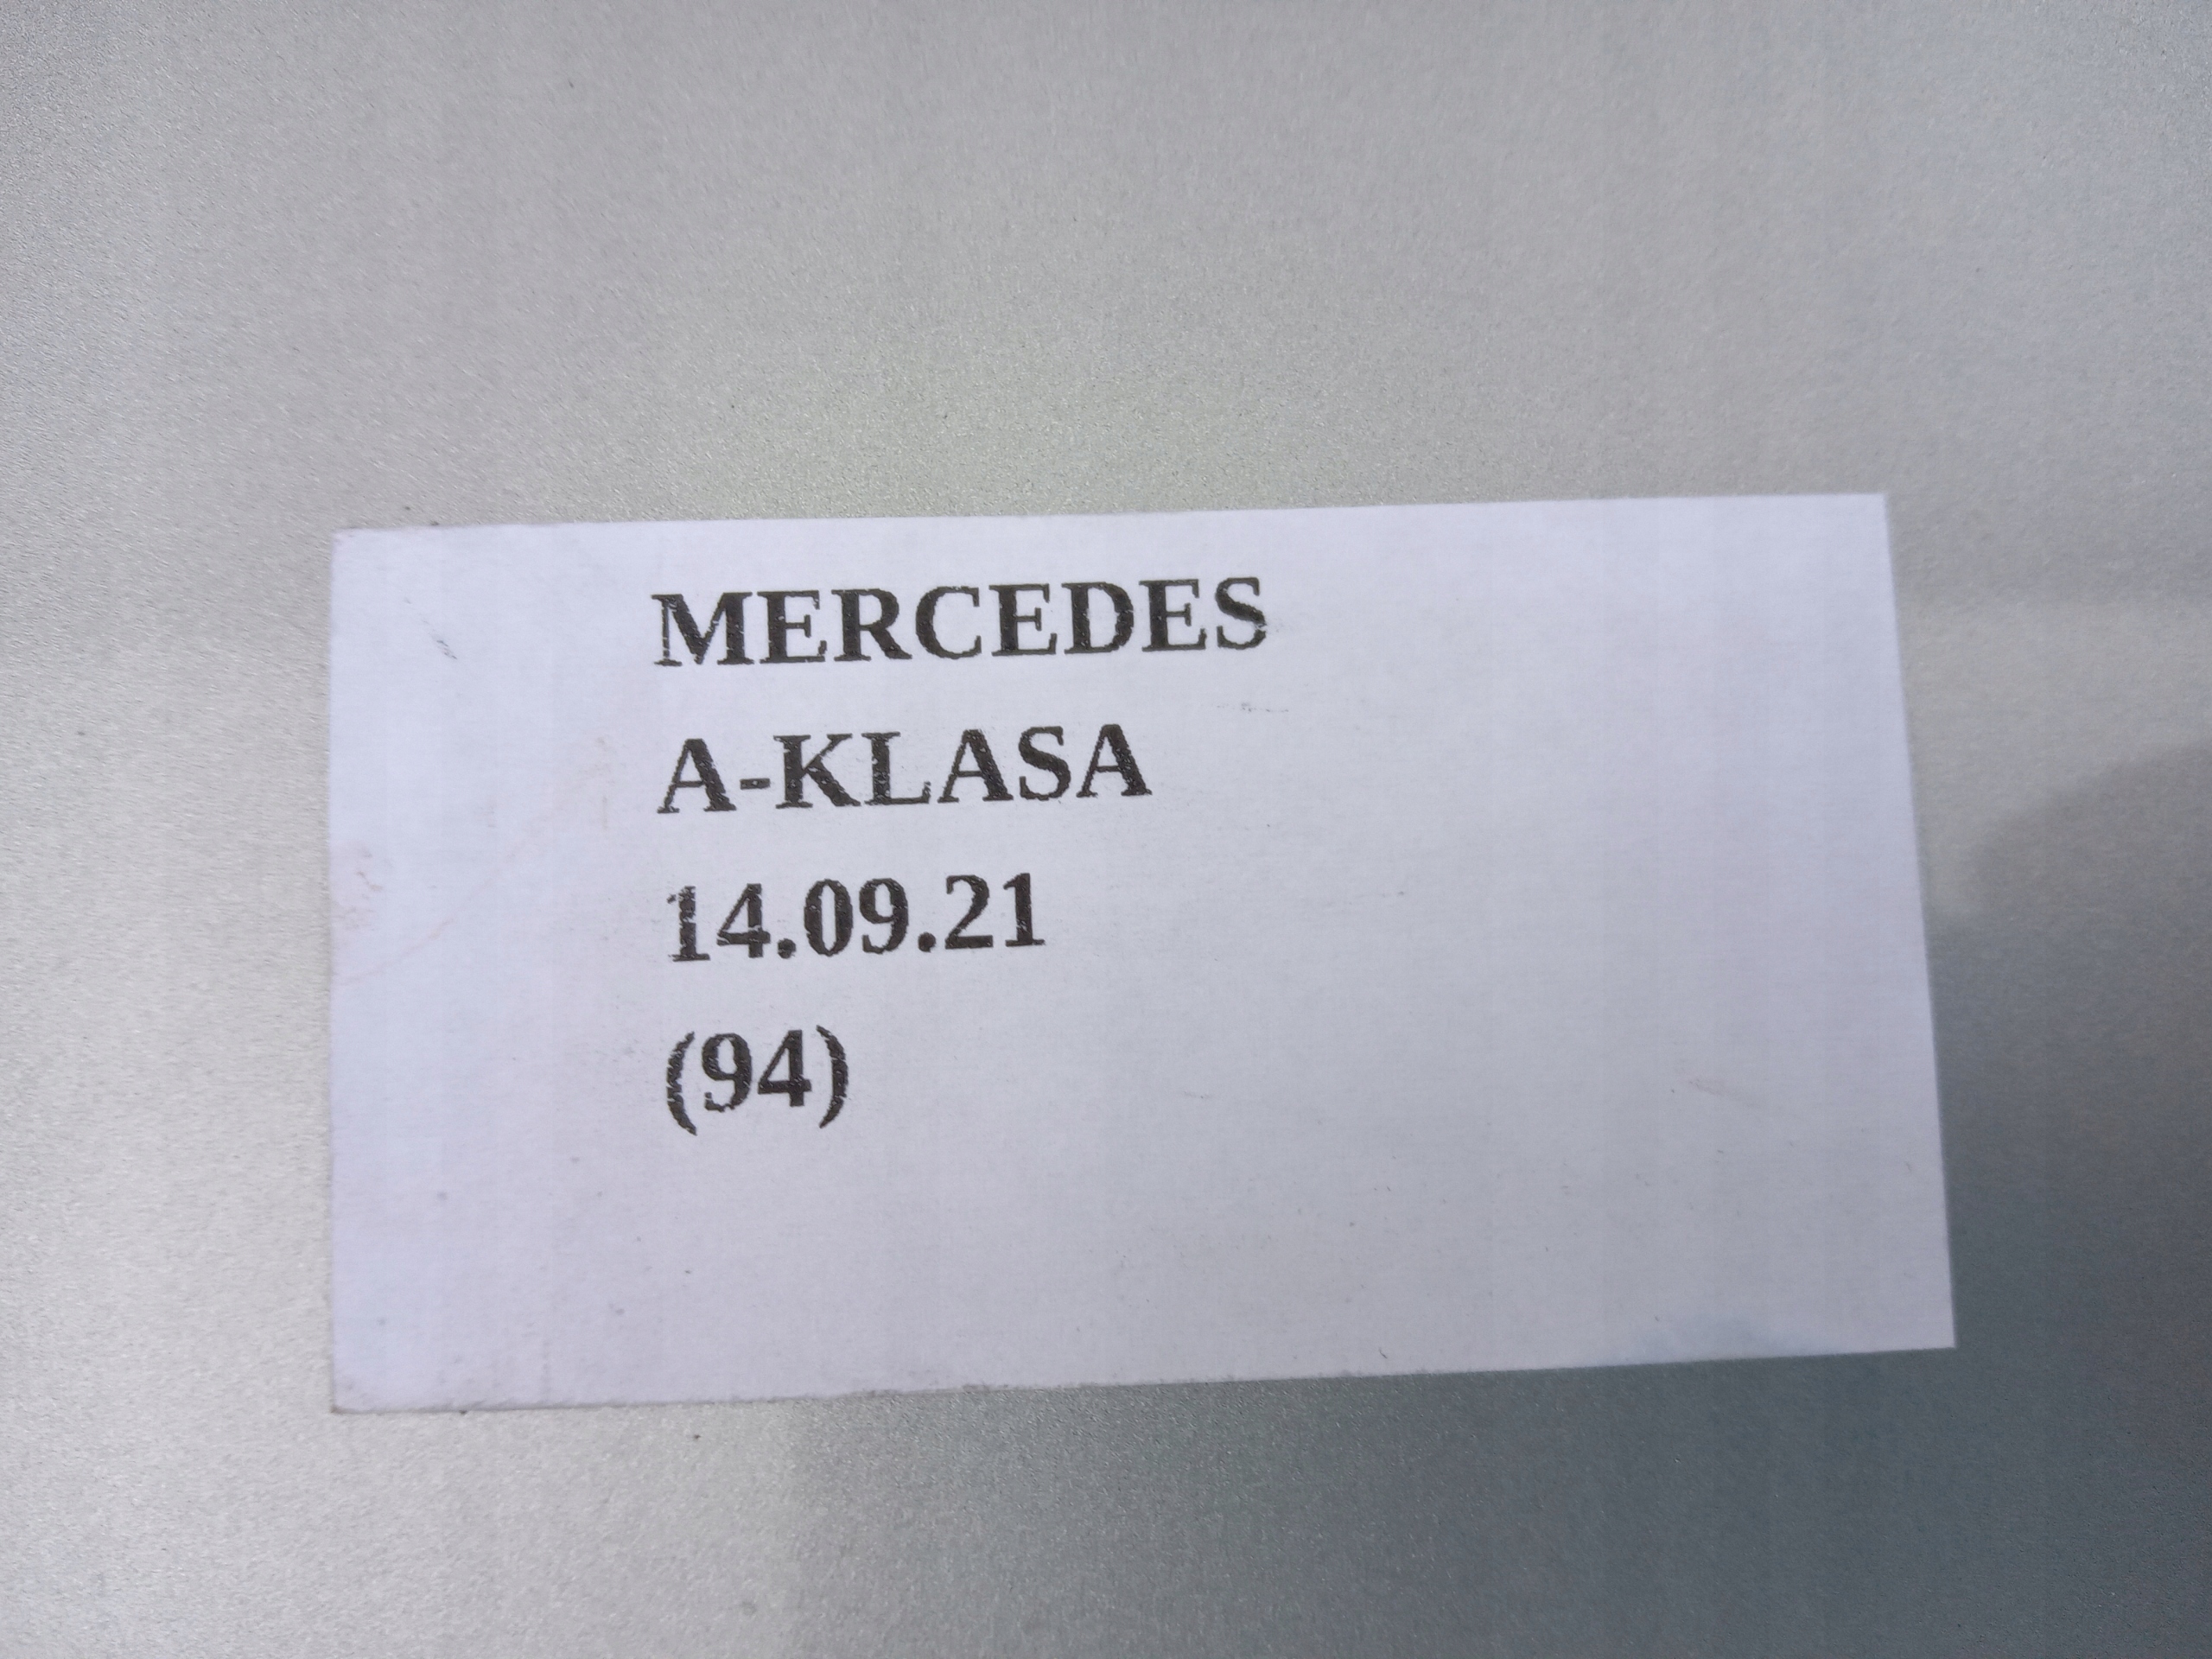 MERCEDES
A-KLASA
14.09.21
(94)